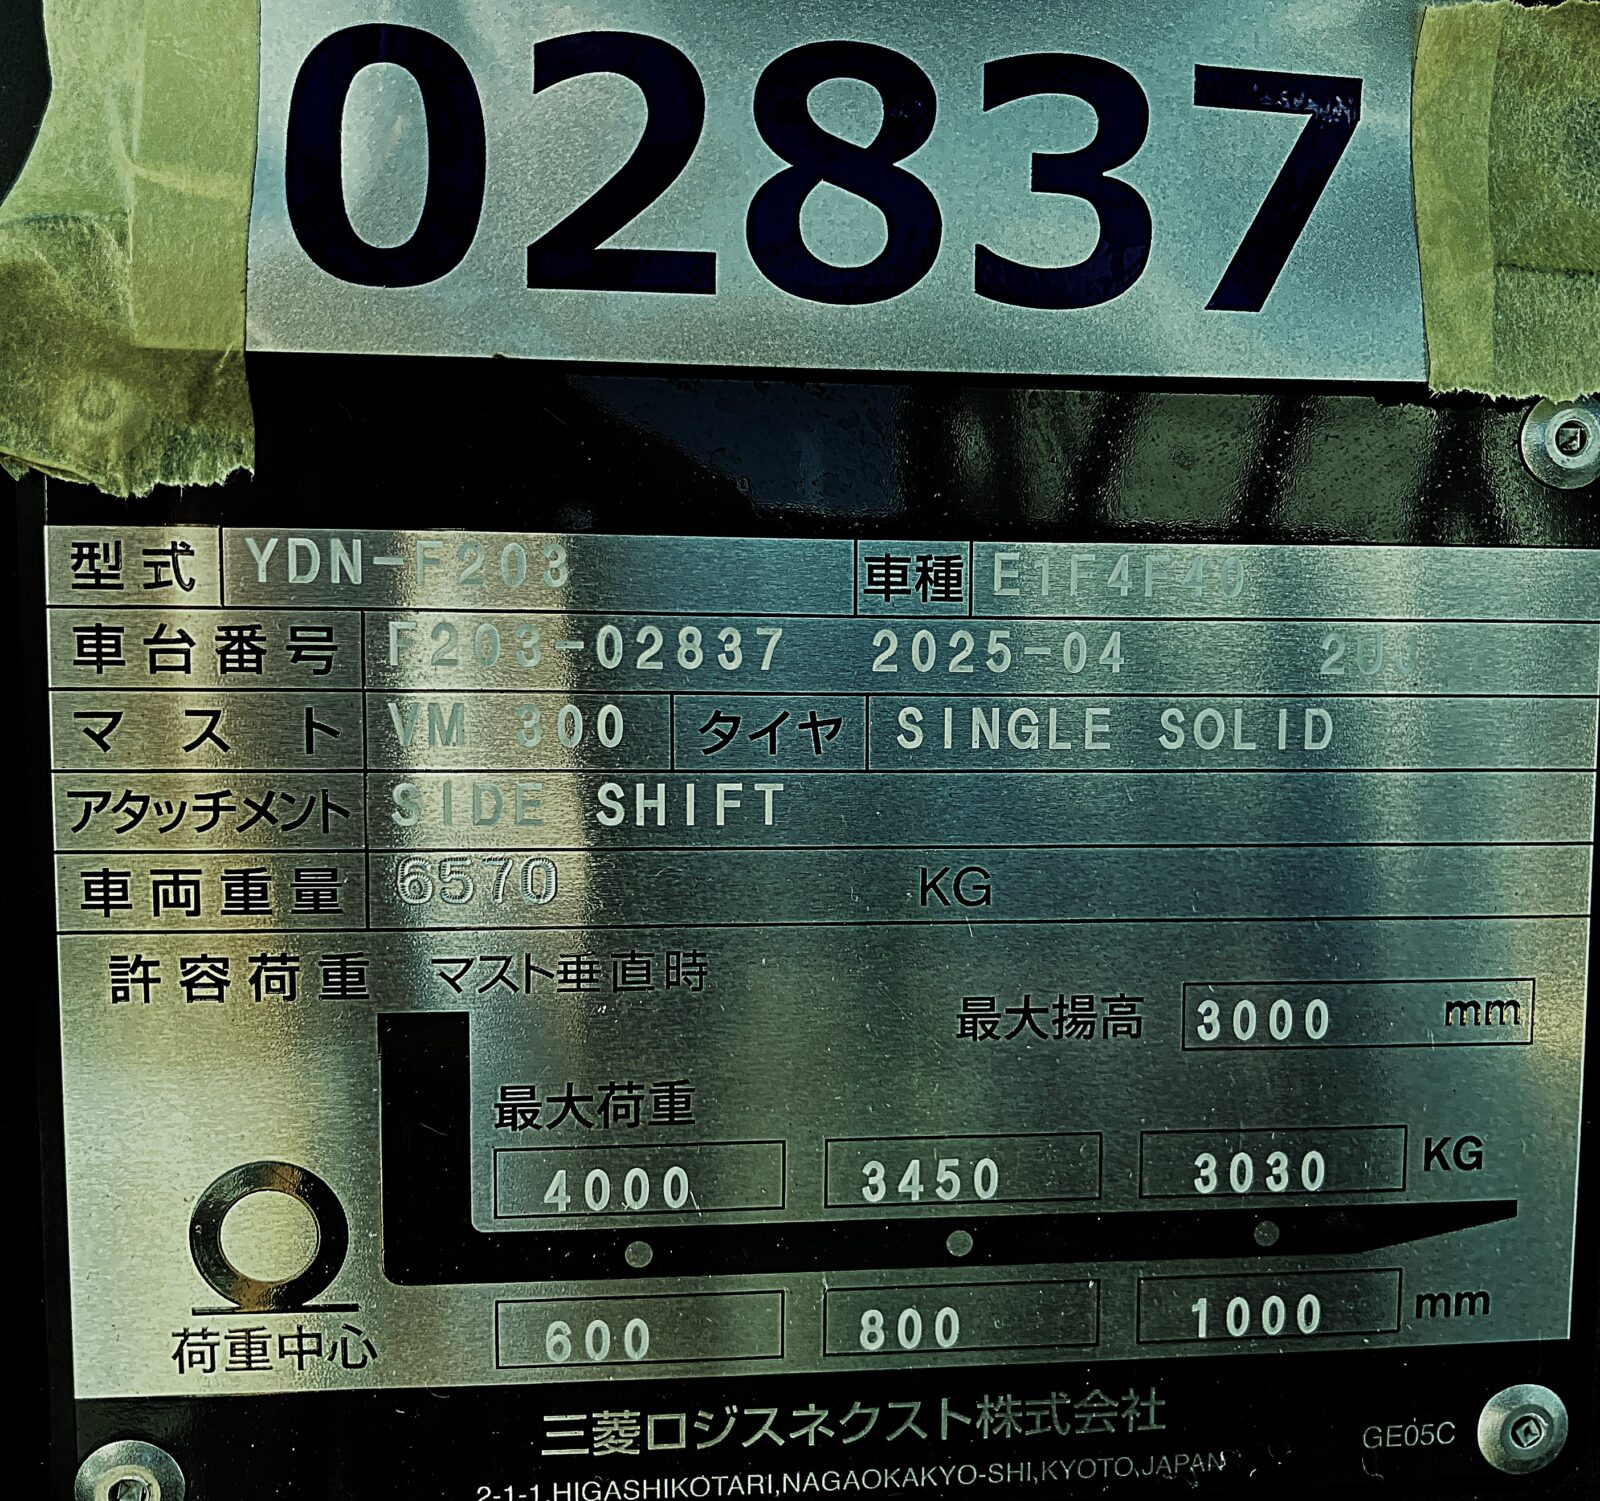 02837
型式 YDN-F203 車種 E1F4F40
車台番号 F203-02837 2025-04 2UJ
マスト VM 300 タイヤ SINGLE SOLID
アタッチメント SIDE SHIFT
車両重量 6570 KG
許容荷重 マスト垂直時
最大揚高 3000 mm
最大荷重
4000 3450 3030 KG
600 800 1000 mm
荷重中心
三菱ロジスネクスト株式会社
GE05C
2-1-1,HIGASHIKOTARI,NAGAOKAKYO-SHI,KYOTO,JAPAN